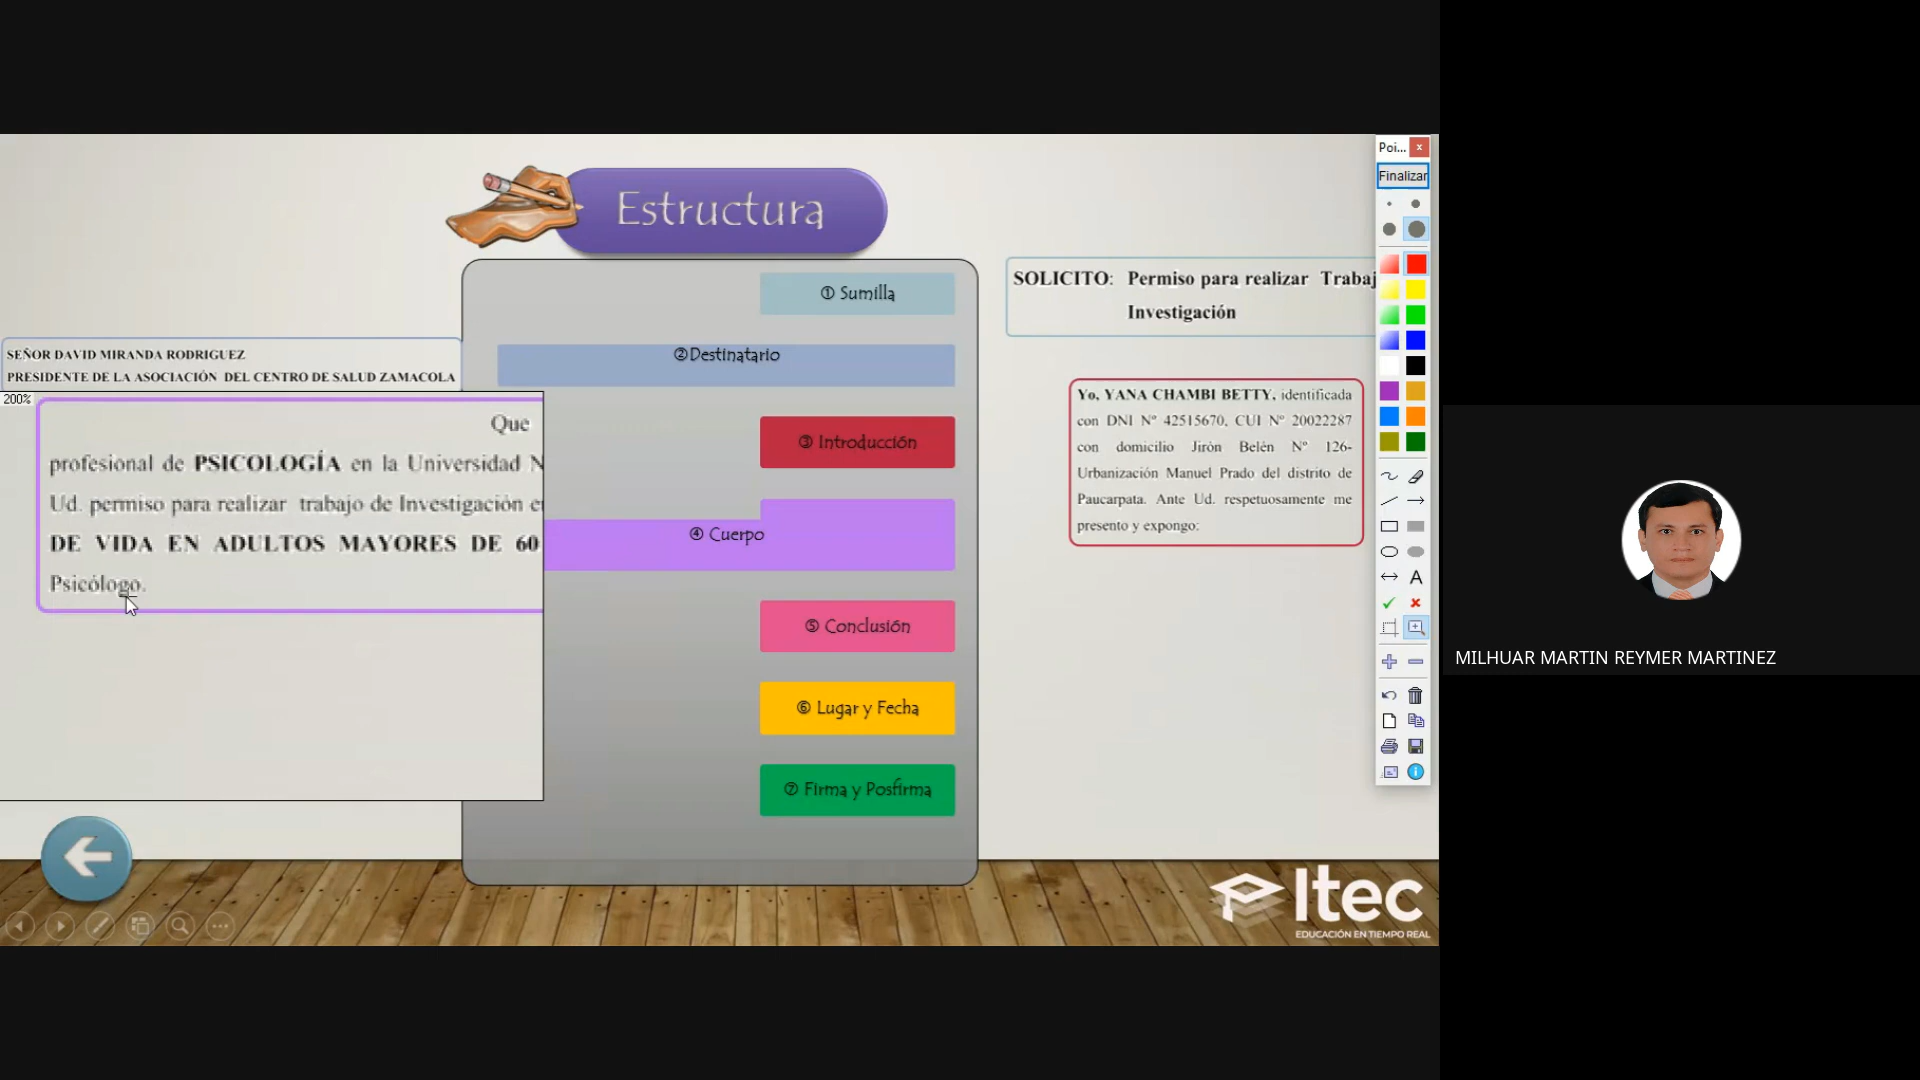 Estructura
① Sumilla
②Destinatario
③ Introducción
④ Cuerpo
⑤ Conclusión
⑥ Lugar y Fecha
⑦ Firma y Posfirma
SEÑOR DAVID MIRANDA RODRIGUEZ
PRESIDENTE DE LA ASOCIACIÓN DEL CENTRO DE SALUD ZAMACOLA
200%
Que
profesional de PSICOLOGÍA en la Universidad N
Ud. permiso para realizar trabajo de Investigación
DE VIDA EN ADULTOS MAYORES DE 60
Psicólogo.
SOLICITO: Permiso para realizar Trabaj
Investigación
Yo, YANA CHAMBI BETTY, identificada
con DNI Nº 42515670, CUI Nº 20022287
con domicilio Jirón Belén Nº 126-
Urbanización Manuel Prado del distrito de
Paucarpata. Ante Ud. respetuosamente me
presento y expongo:
Poi...
Finalizar
A
Itec
EDUCACIÓN EN TIEMPO REAL
MILHUAR MARTIN REYMER MARTINEZ